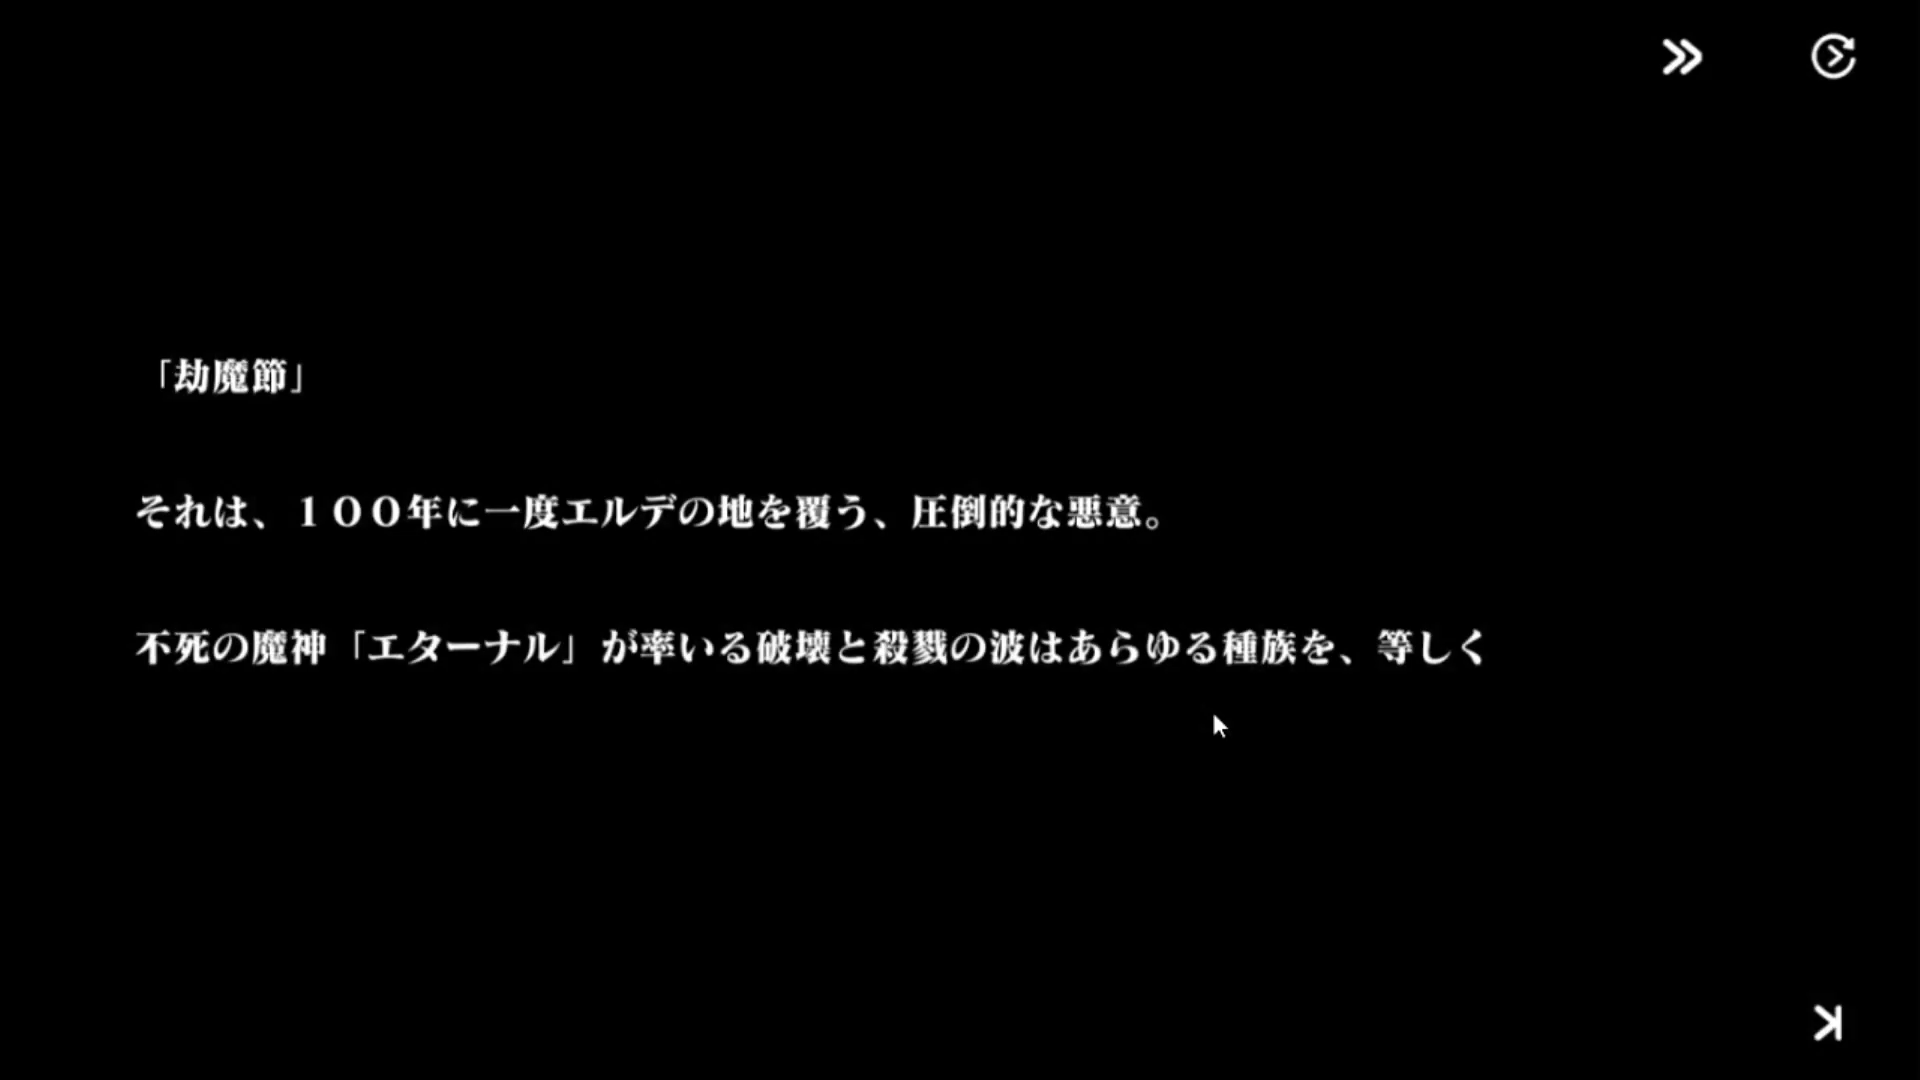 「劫魔節」
それは、１００年に一度エルデの地を覆う、圧倒的な悪意。
不死の魔神「エターナル」が率いる破壊と殺戮の波はあらゆる種族を、等しく